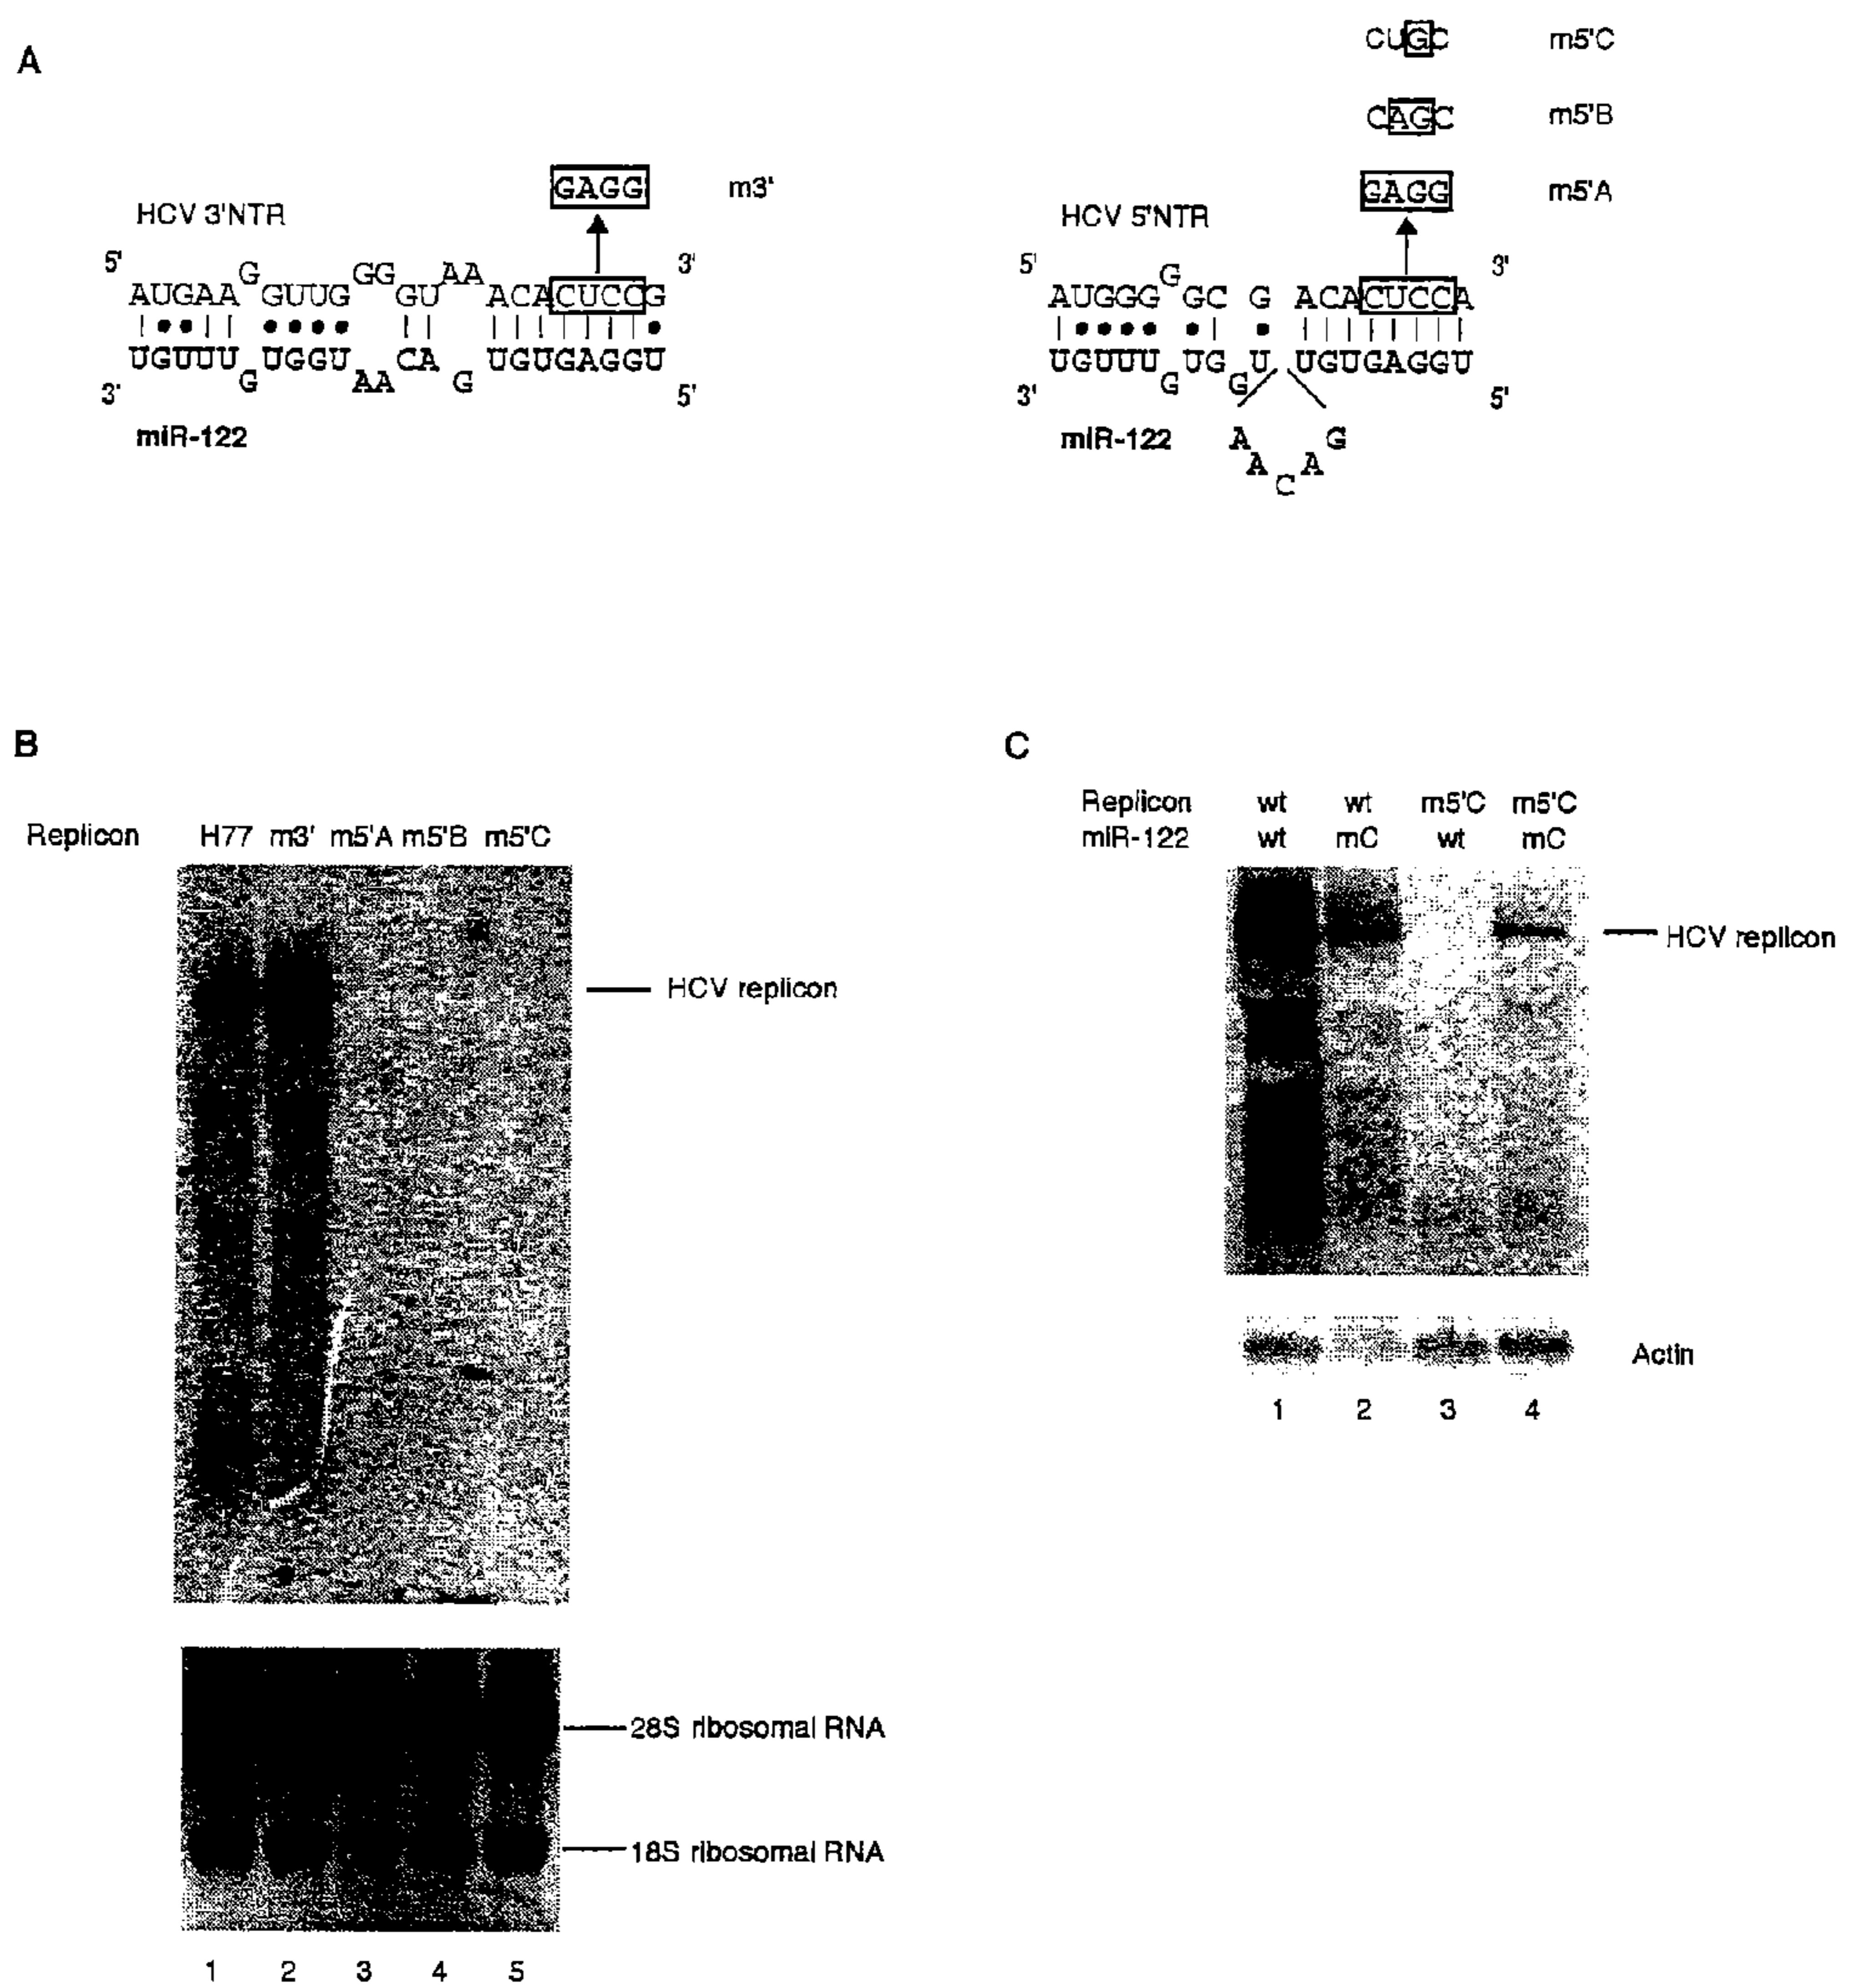 A
CUGC m5'C
CAGC m5'B
GAGG m3'
GAGG m5'A
HCV 3'NTR
HCV 5'NTR
5' 3'
G GG AA
AUGAA GUUG GU ACACUCCG
UGUUU UGGU CA UGUGAGGU
G AA G
3' 5'
miR-122
5' 3'
G
AUGGG GC G ACACUCCA
UGUUU UG U UGUGAGGU
G G
3' 5'
miR-122
A G
A A
C
B
Replicon H77 m3' m5'A m5'B m5'C
HCV replicon
28S ribosomal RNA
18S ribosomal RNA
1 2 3 4 5
C
Replicon wt wt m5'C m5'C
miR-122 wt mC wt mC
HCV replicon
Actin
1 2 3 4